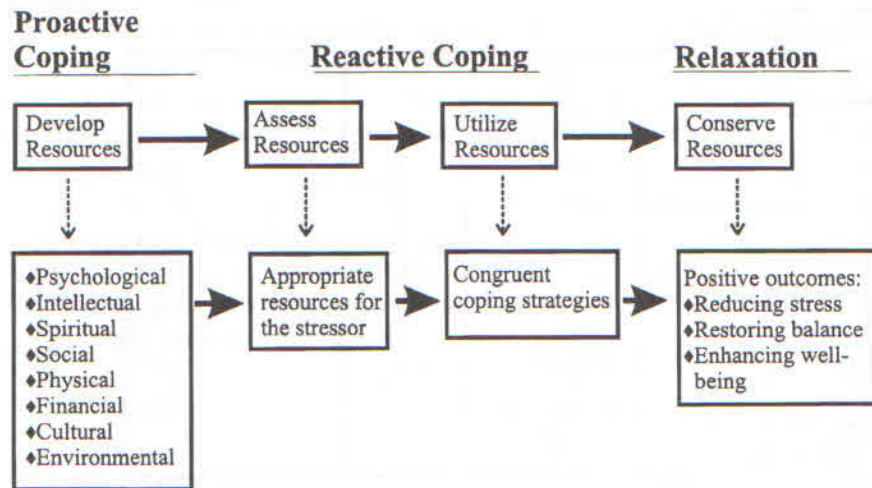 Proactive
Coping
Reactive Coping
Relaxation
Develop
Resources
Assess
Resources
Utilize
Resources
Conserve
Resources
♦Psychological
♦Intellectual
♦Spiritual
♦Social
♦Physical
♦Financial
♦Cultural
♦Environmental
Appropriate
resources for
the stressor
Congruent
coping strategies
Positive outcomes:
♦Reducing stress
♦Restoring balance
♦Enhancing well-
being